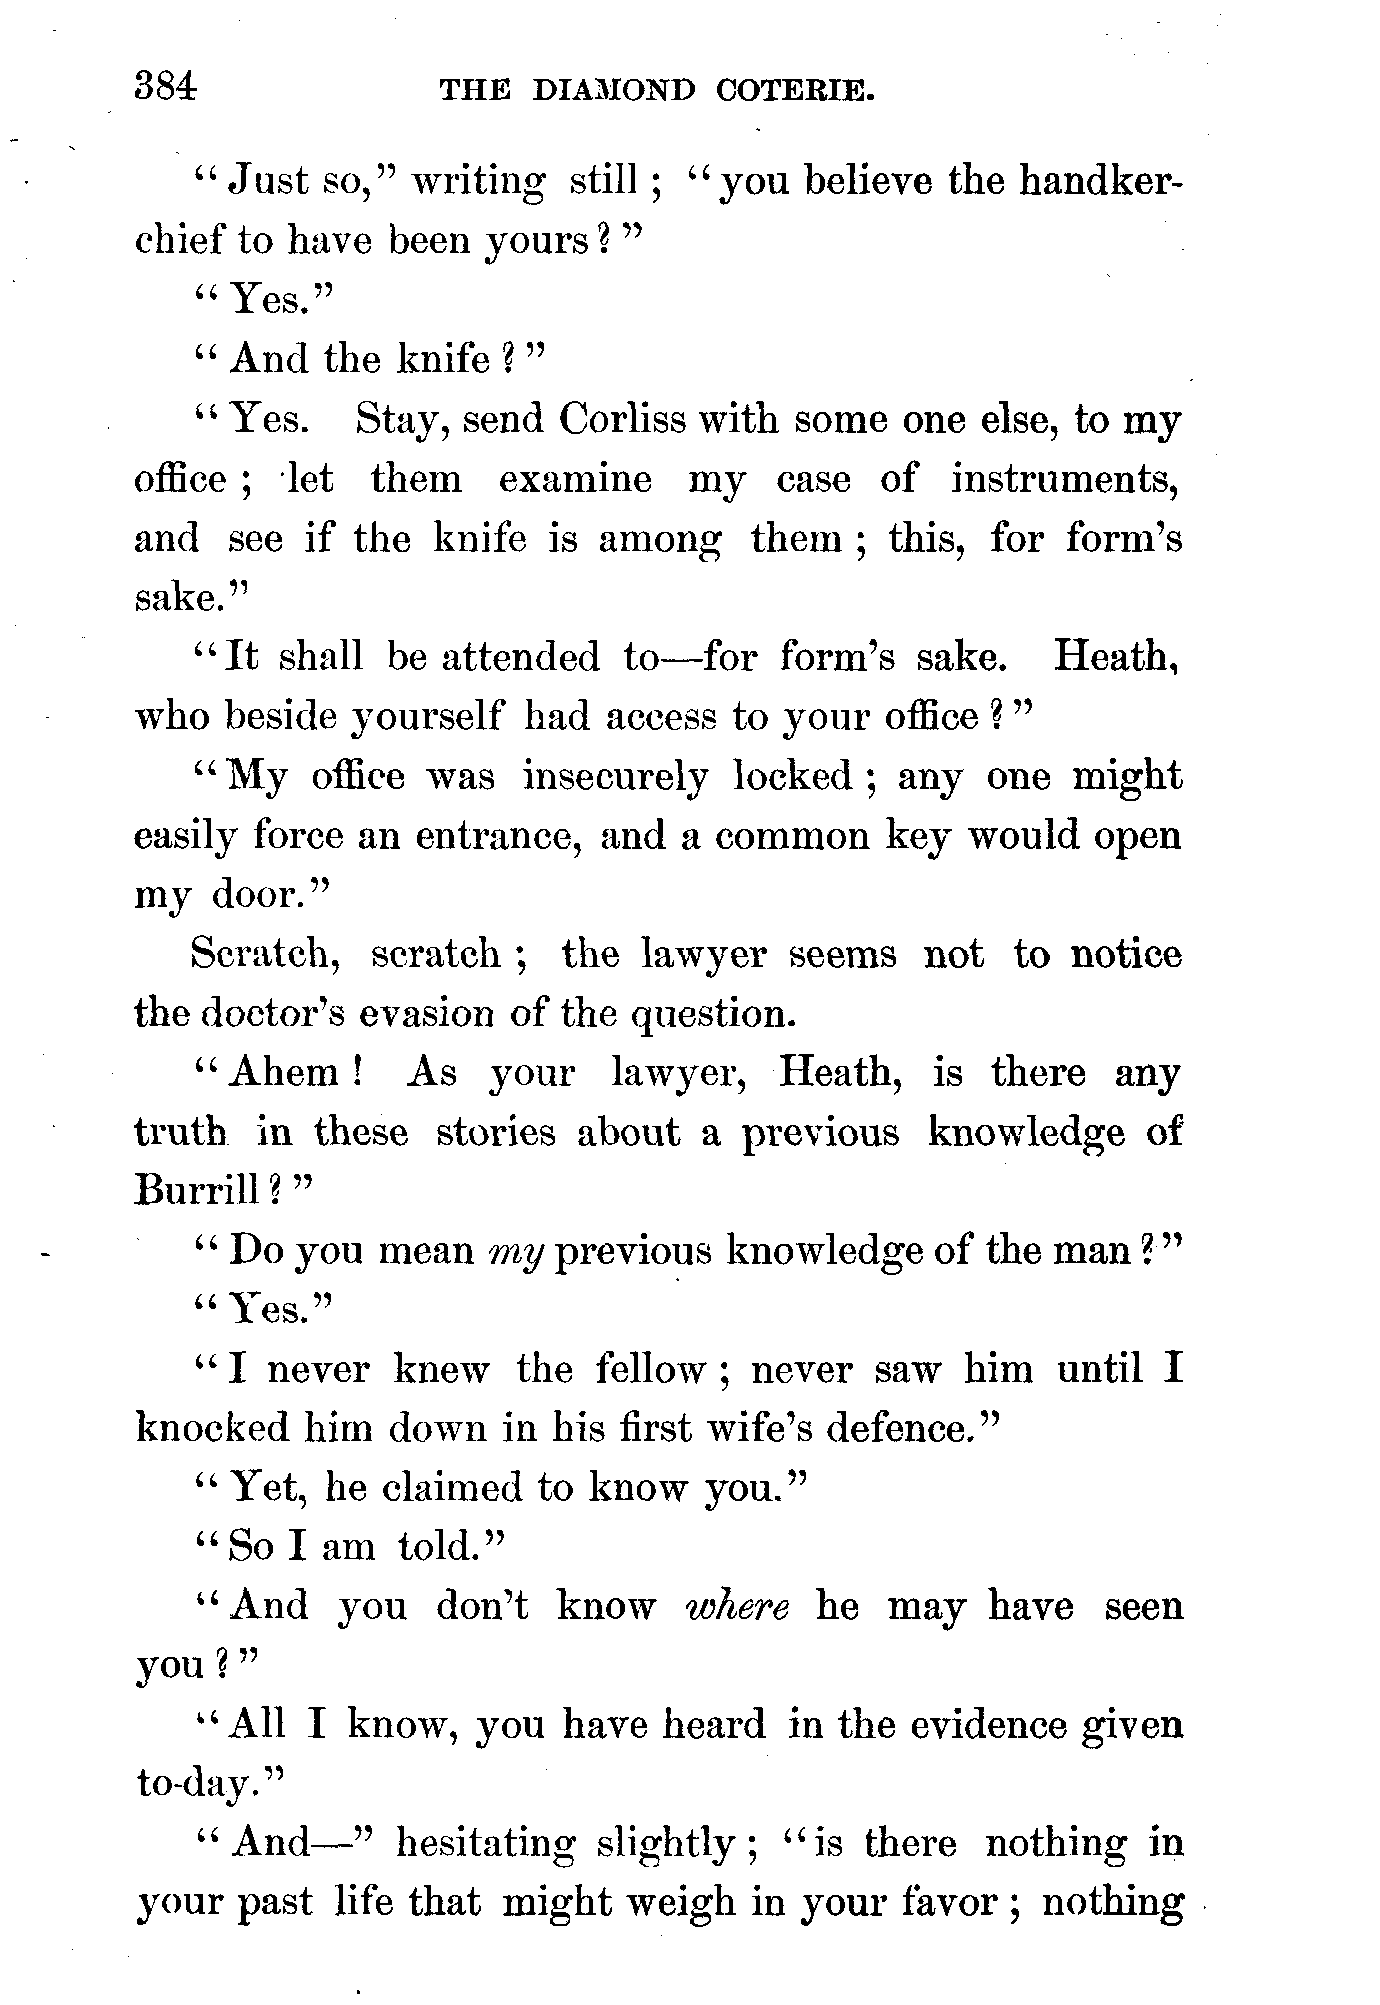 384 THE DIAMOND COTERIE.
“Just so,” writing still; “you believe the handker-
chief to have been yours?”
“Yes.”
“And the knife?”
“Yes. Stay, send Corliss with some one else, to my
office; let them examine my case of instruments,
and see if the knife is among them; this, for form’s
sake.”
“It shall be attended to—for form’s sake. Heath,
who beside yourself had access to your office?”
“My office was insecurely locked; any one might
easily force an entrance, and a common key would open
my door.”
Scratch, scratch; the lawyer seems not to notice
the doctor’s evasion of the question.
“Ahem! As your lawyer, Heath, is there any
truth in these stories about a previous knowledge of
Burrill?”
“Do you mean my previous knowledge of the man?”
“Yes.”
“I never knew the fellow; never saw him until I
knocked him down in his first wife’s defence.”
“Yet, he claimed to know you.”
“So I am told.”
“And you don’t know where he may have seen
you?”
“All I know, you have heard in the evidence given
to-day.”
“And—” hesitating slightly; “is there nothing in
your past life that might weigh in your favor; nothing